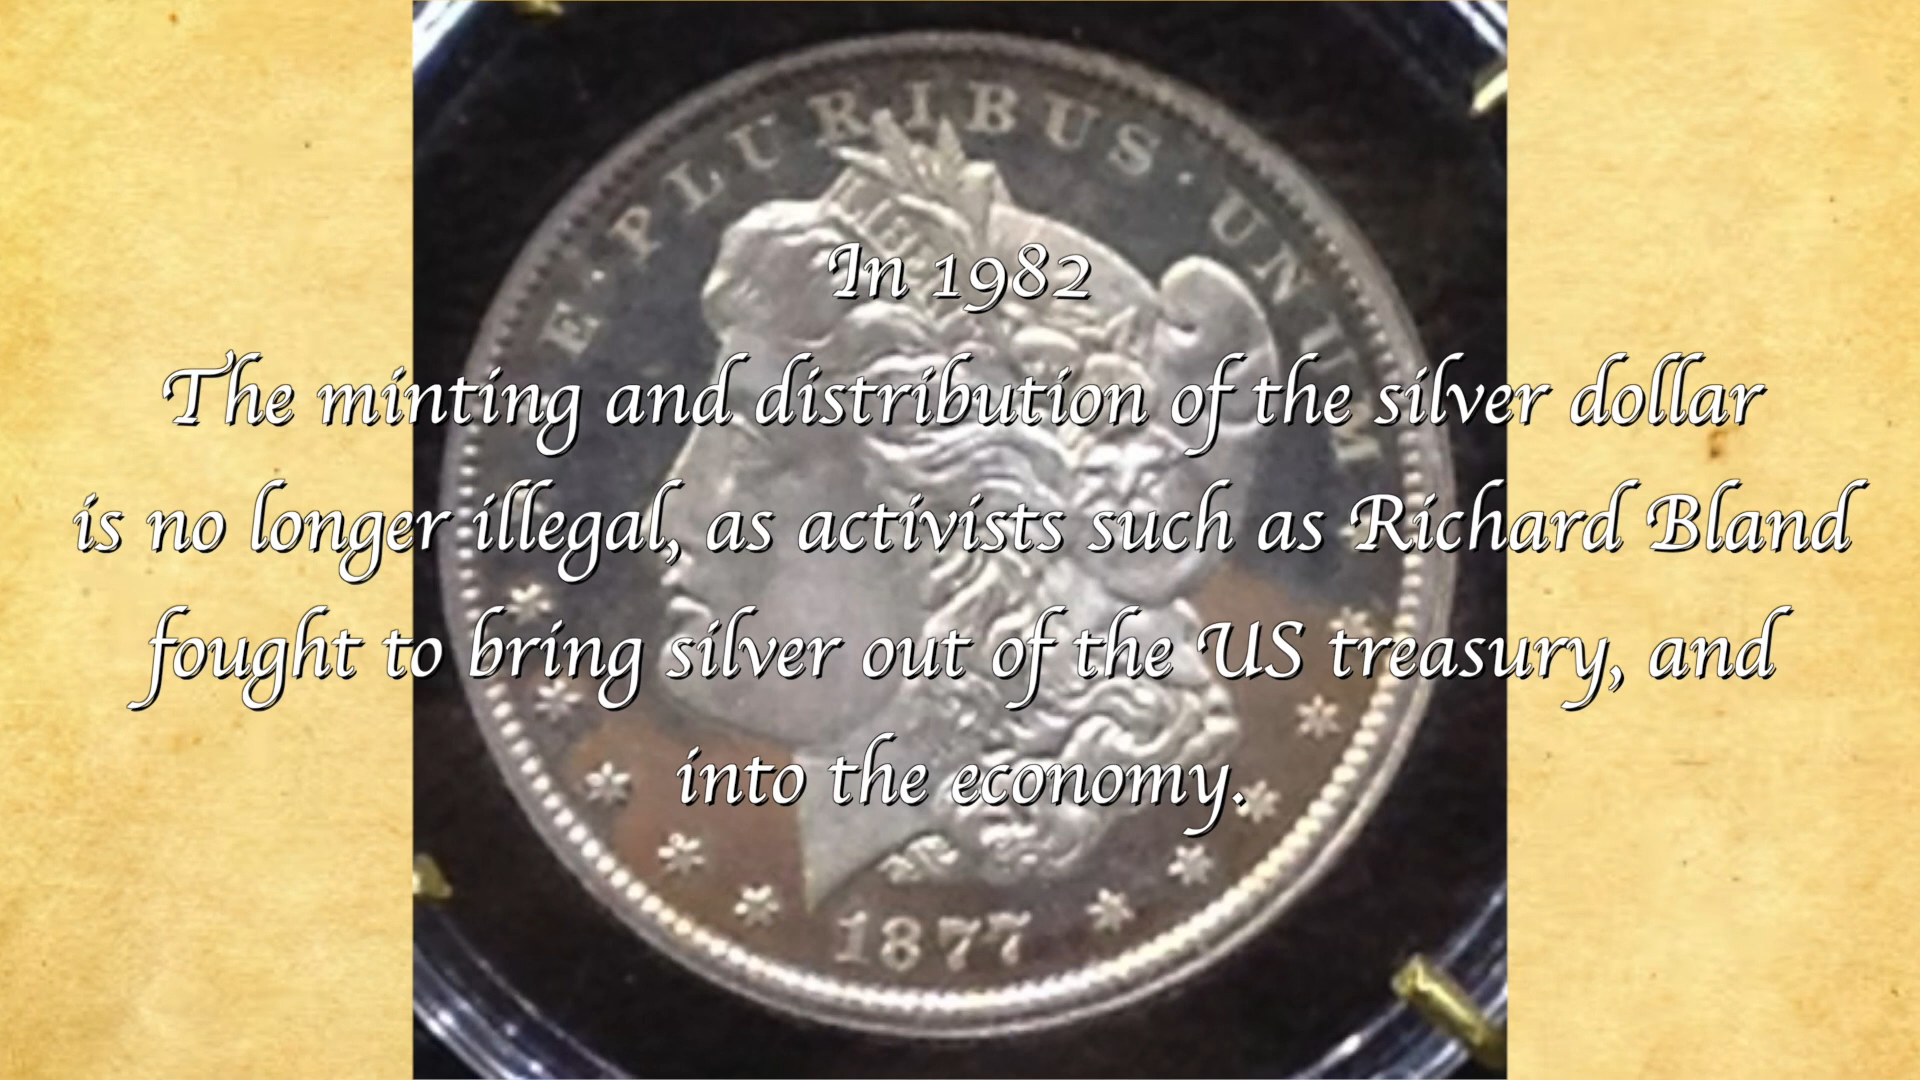 E·PLURIBUS·UNUM
In 1982
The minting and distribution of the silver dollar
is no longer illegal, as activists such as Richard Bland
fought to bring silver out of the US treasury, and
into the economy.
1877